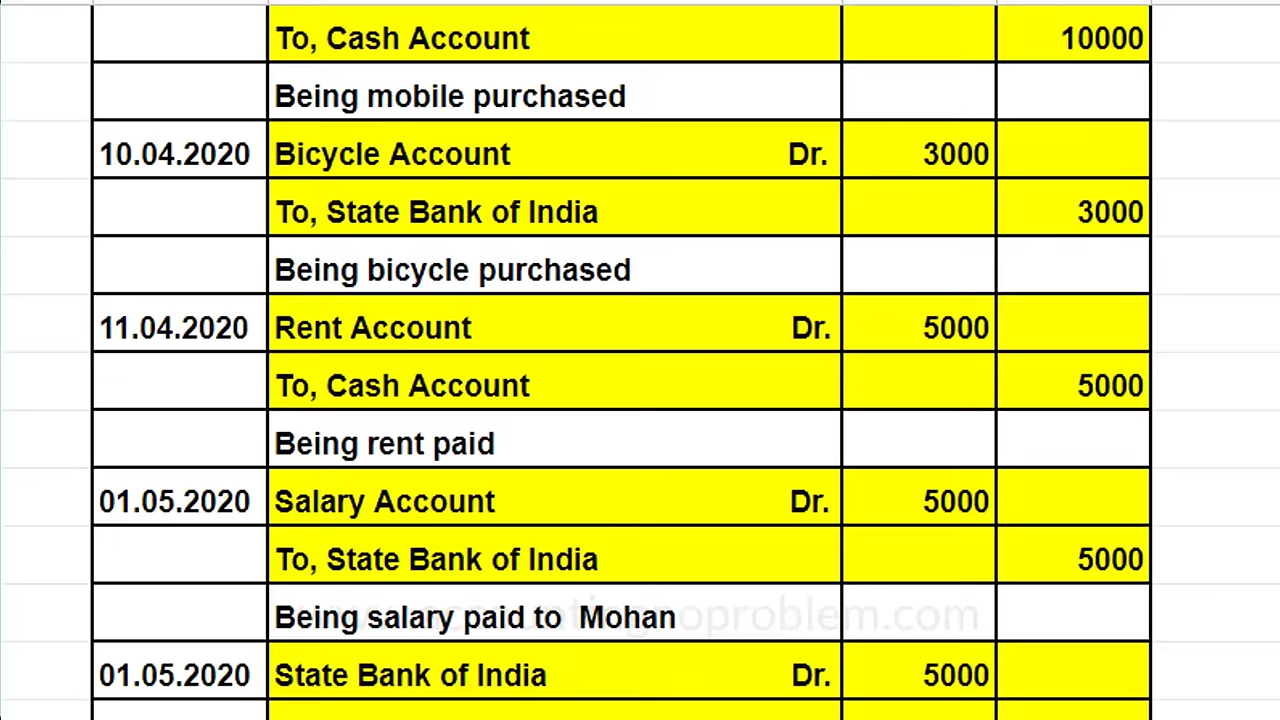 To, Cash Account 10000
Being mobile purchased
10.04.2020 Bicycle Account Dr. 3000
To, State Bank of India 3000
Being bicycle purchased
11.04.2020 Rent Account Dr. 5000
To, Cash Account 5000
Being rent paid
01.05.2020 Salary Account Dr. 5000
To, State Bank of India 5000
Being salary paid to Mohan
01.05.2020 State Bank of India Dr. 5000